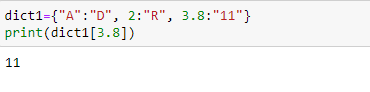 dict1={"A":"D", 2:"R", 3.8:"11"}
print(dict1[3.8])
11